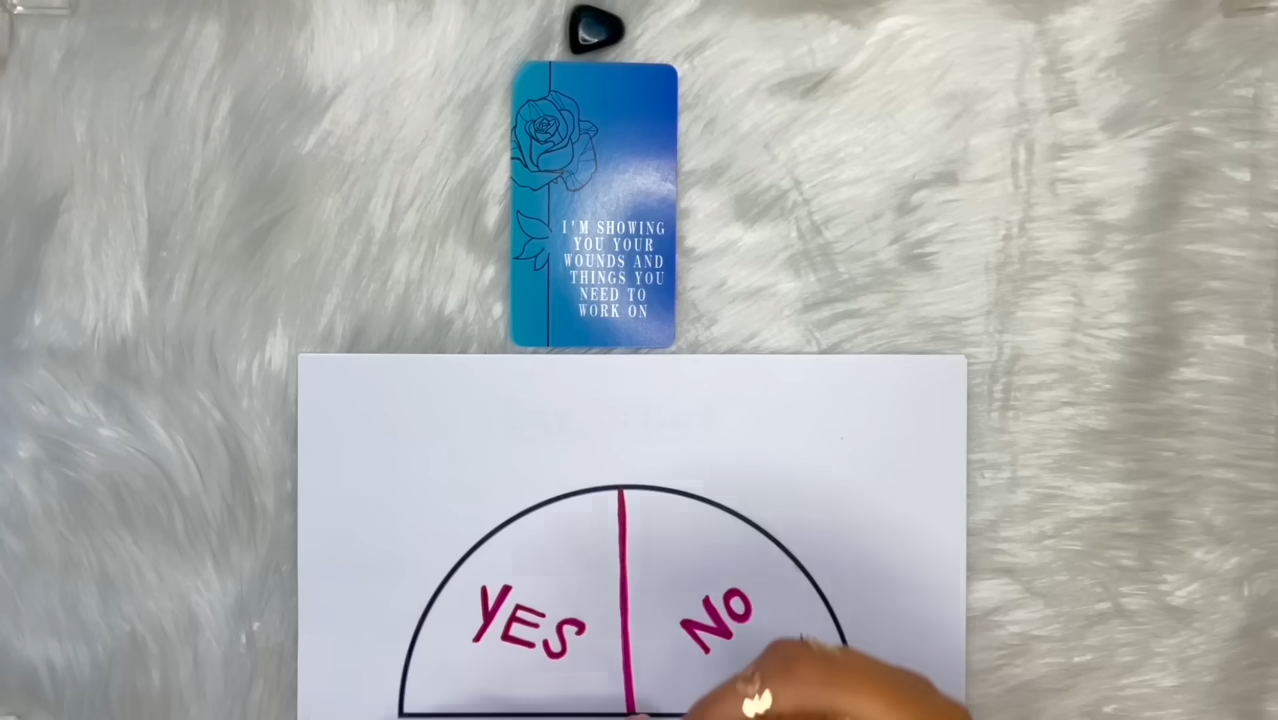 I'M SHOWING
YOU YOUR
WOUNDS AND
THINGS YOU
NEED TO
WORK ON
YES
NO